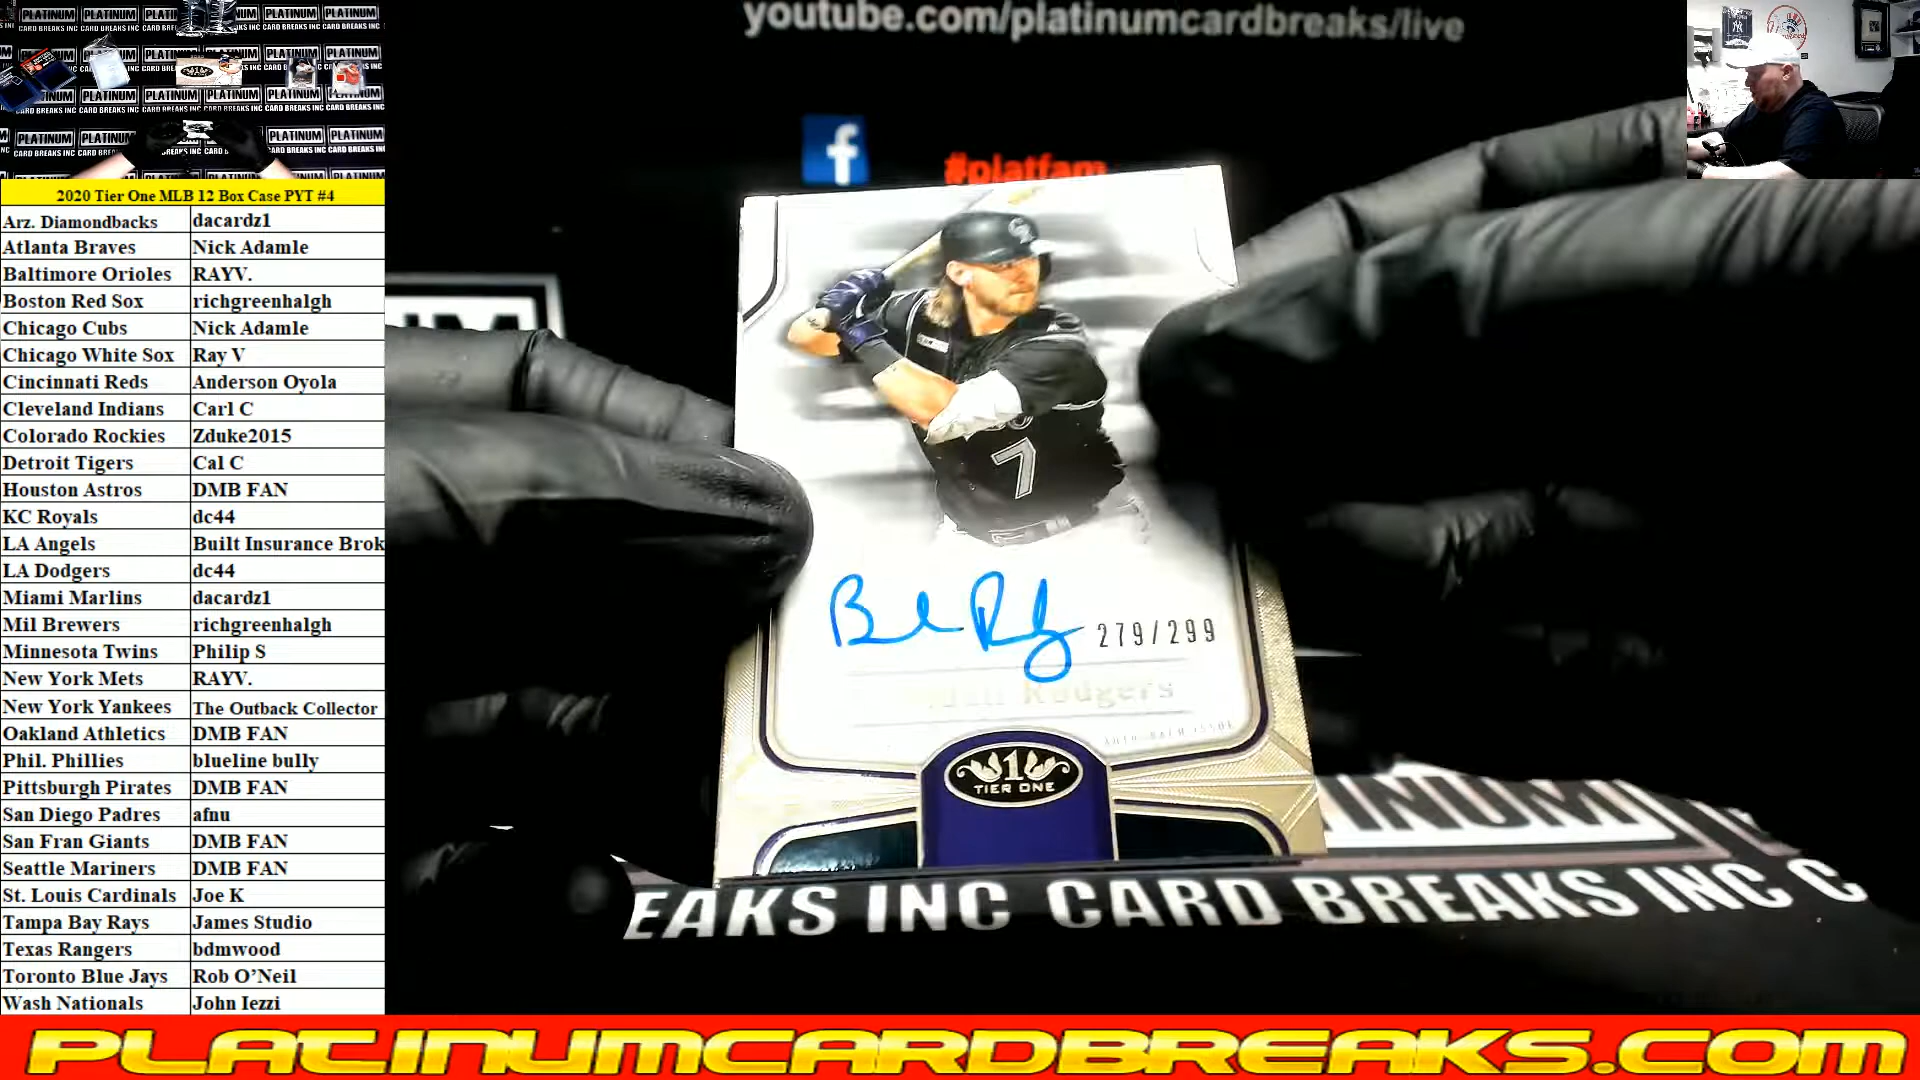 youtube.com/platinumcardbreaks/live
f
#platfam
2020 Tier One MLB 12 Box Case PYT #4
Arz. Diamondbacks dacardz1
Atlanta Braves Nick Adamle
Baltimore Orioles RAYV.
Boston Red Sox richgreenhalgh
Chicago Cubs Nick Adamle
Chicago White Sox Ray V
Cincinnati Reds Anderson Oyola
Cleveland Indians Carl C
Colorado Rockies Zduke2015
Detroit Tigers Cal C
Houston Astros DMB FAN
KC Royals dc44
LA Angels Built Insurance Brok
LA Dodgers dc44
Miami Marlins dacardz1
Mil Brewers richgreenhalgh
Minnesota Twins Philip S
New York Mets RAYV.
New York Yankees The Outback Collector
Oakland Athletics DMB FAN
Phil. Phillies blueline bully
Pittsburgh Pirates DMB FAN
San Diego Padres afnu
San Fran Giants DMB FAN
Seattle Mariners DMB FAN
St. Louis Cardinals Joe K
Tampa Bay Rays James Studio
Texas Rangers bdmwood
Toronto Blue Jays Rob O'Neil
Wash Nationals John Iezzi
7
279/299
Rodgers
1
TIER ONE
EAKS INC CARD BREAKS INC C
PLATINUMCARDBREAKS.COM